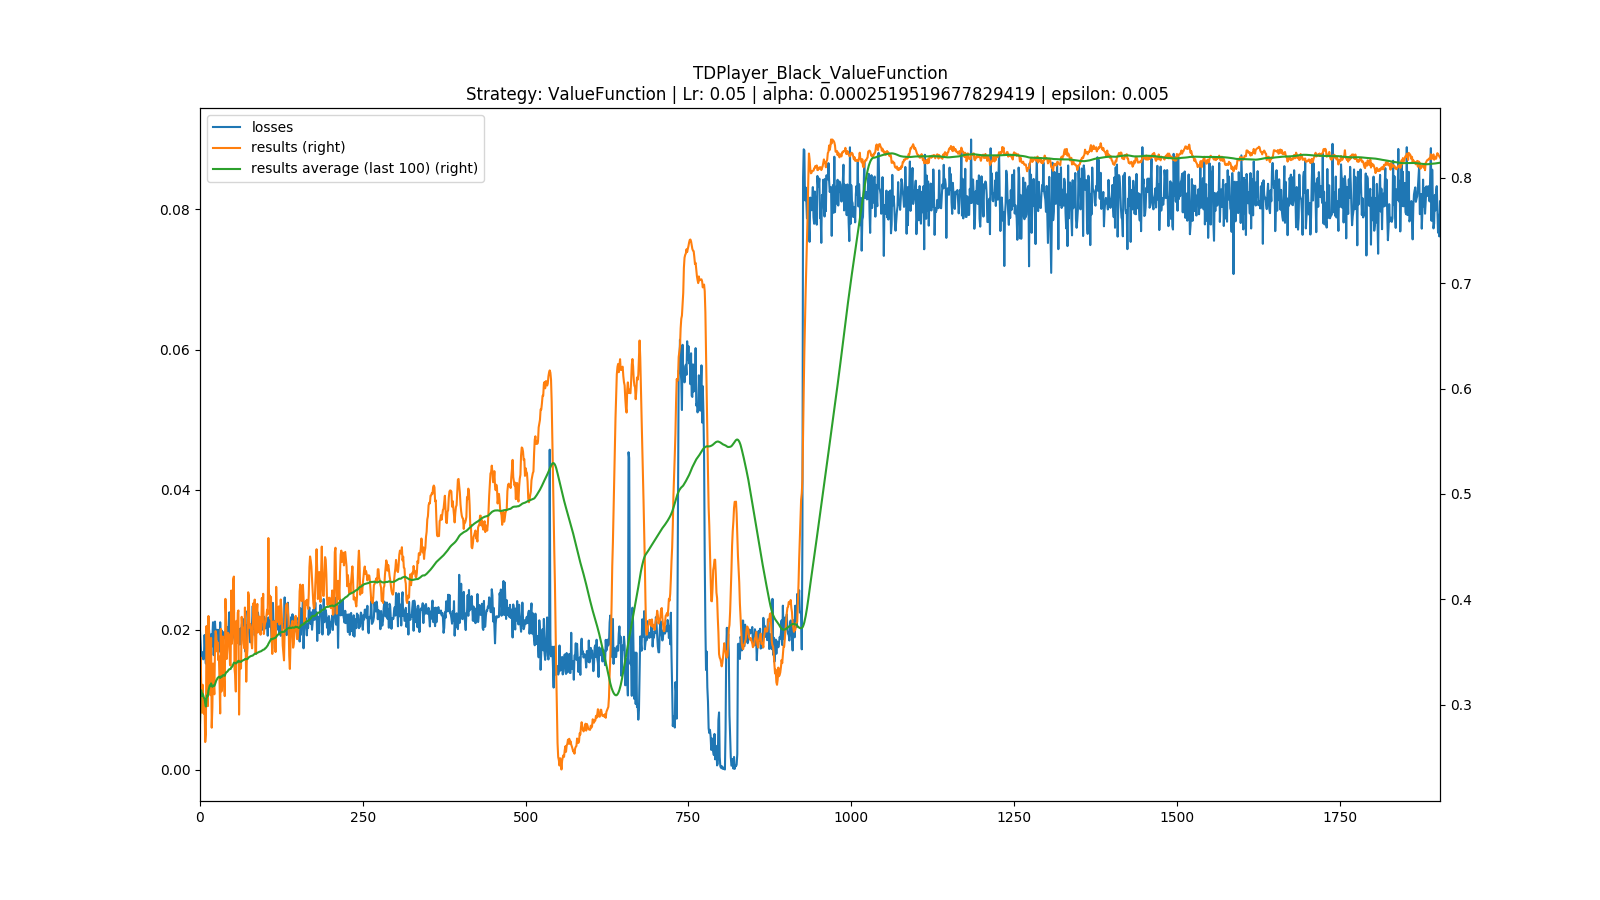 TDPlayer_Black_ValueFunction
Strategy: ValueFunction | Lr: 0.05 | alpha: 0.0002519519677829419 | epsilon: 0.005
losses
results (right)
results average (last 100) (right)
0.08
0.06
0.04
0.02
0.00
0.8
0.7
0.6
0.5
0.4
0.3
0 250 500 750 1000 1250 1500 1750